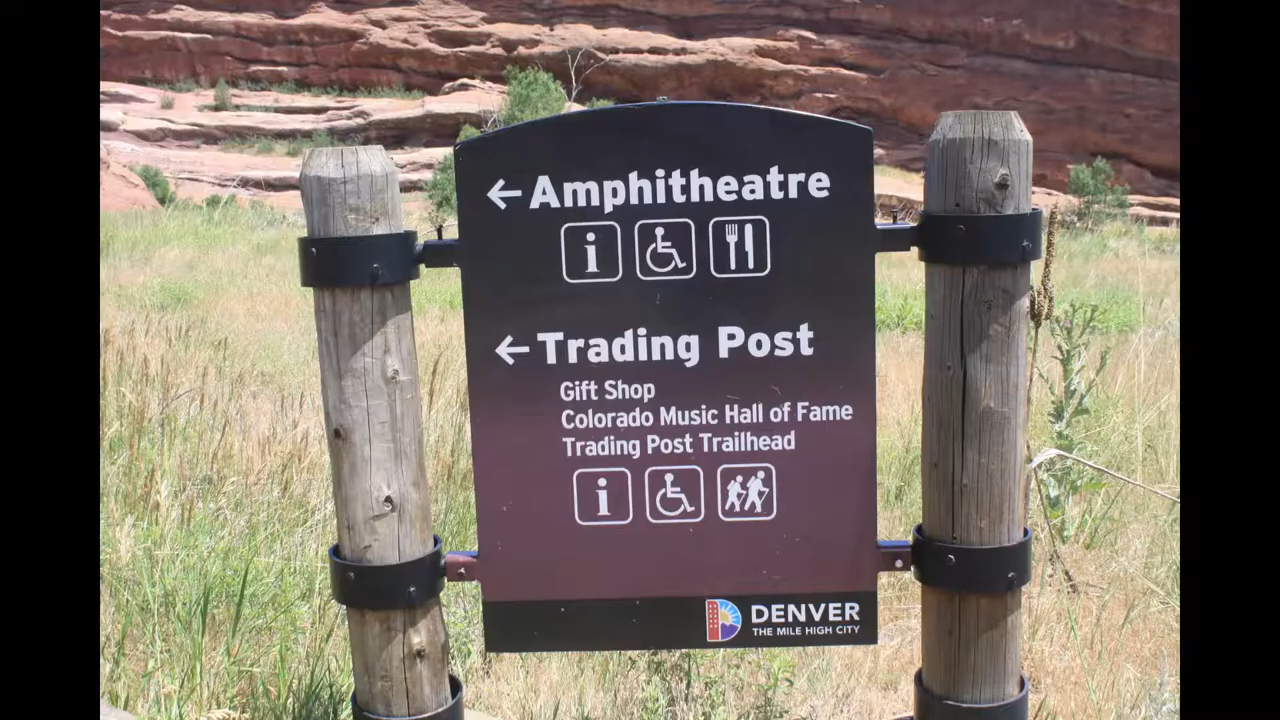 ← Amphitheatre
i
← Trading Post
Gift Shop
Colorado Music Hall of Fame
Trading Post Trailhead
i
DENVER
THE MILE HIGH CITY